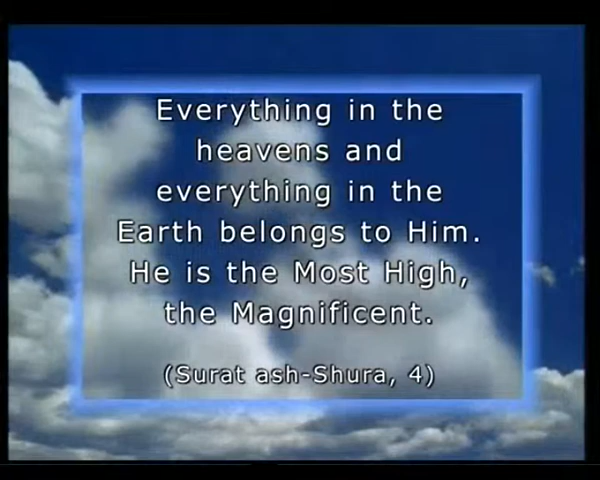 Everything in the
heavens and
everything in the
Earth belongs to Him.
He is the Most High,
the Magnificent.
(Surat ash-Shura, 4)